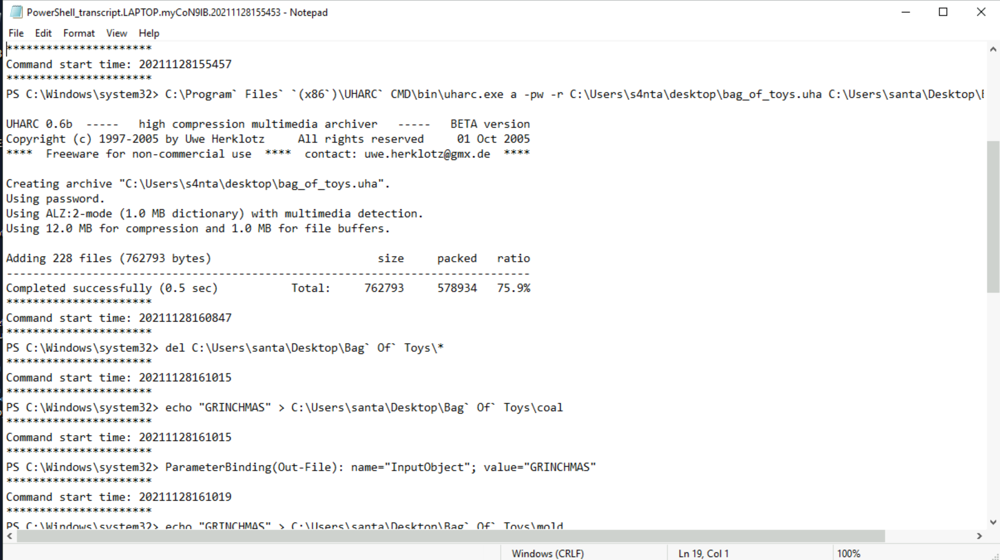 PowerShell_transcript.LAPTOP.myCoN9IB.20211128155453 - Notepad
File Edit Format View Help
**********************
Command start time: 20211128155457
**********************
PS C:\Windows\system32> C:\Program` Files` `(x86`)\UHARC` CMD\bin\uharc.exe a -pw -r C:\Users\s4nta\desktop\bag_of_toys.uha C:\Users\santa\Desktop\
UHARC 0.6b ----- high compression multimedia archiver ----- BETA version
Copyright (c) 1997-2005 by Uwe Herklotz All rights reserved 01 Oct 2005
**** Freeware for non-commercial use **** contact: uwe.herklotz@gmx.de ****
Creating archive "C:\Users\s4nta\desktop\bag_of_toys.uha".
Using password.
Using ALZ:2-mode (1.0 MB dictionary) with multimedia detection.
Using 12.0 MB for compression and 1.0 MB for file buffers.
Adding 228 files (762793 bytes) size packed ratio
-------------------------------------------------------------------------------
Completed successfully (0.5 sec) Total: 762793 578934 75.9%
**********************
Command start time: 20211128160847
**********************
PS C:\Windows\system32> del C:\Users\santa\Desktop\Bag` Of` Toys\*
**********************
Command start time: 20211128161015
**********************
PS C:\Windows\system32> echo "GRINCHMAS" > C:\Users\santa\Desktop\Bag` Of` Toys\coal
**********************
Command start time: 20211128161015
**********************
PS C:\Windows\system32> ParameterBinding(Out-File): name="InputObject"; value="GRINCHMAS"
**********************
Command start time: 20211128161019
**********************
PS C:\Windows\system32> echo "GRINCHMAS" > C:\Users\santa\Desktop\Bag` Of` Toys\mold
Windows (CRLF) Ln 19, Col 1 100%